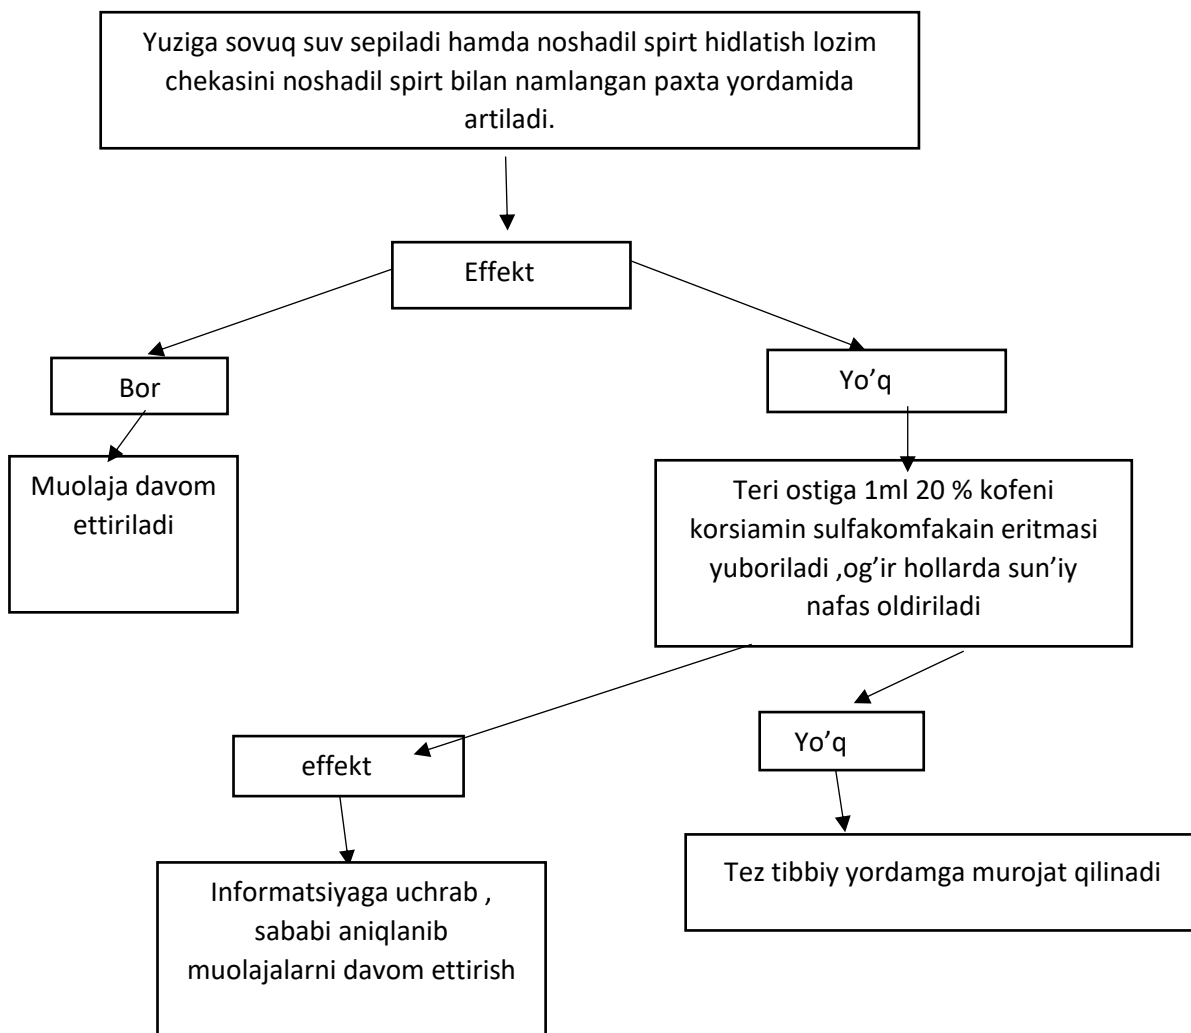 Yuziga sovuq suv sepiladi hamda noshadil spirt hidlatish lozim
chekasini noshadil spirt bilan namlangan paxta yordamida
artiladi.
Effekt
Bor
Yo’q
Muolaja davom
ettiriladi
Teri ostiga 1ml 20 % kofeni
korsiamin sulfakomfakain eritmasi
yuboriladi ,og’ir hollarda sun’iy
nafas oldiriladi
effekt
Yo’q
Informatsiyaga uchrab ,
sababi aniqlanib
muolajalarni davom ettirish
Tez tibbiy yordamga murojat qilinadi